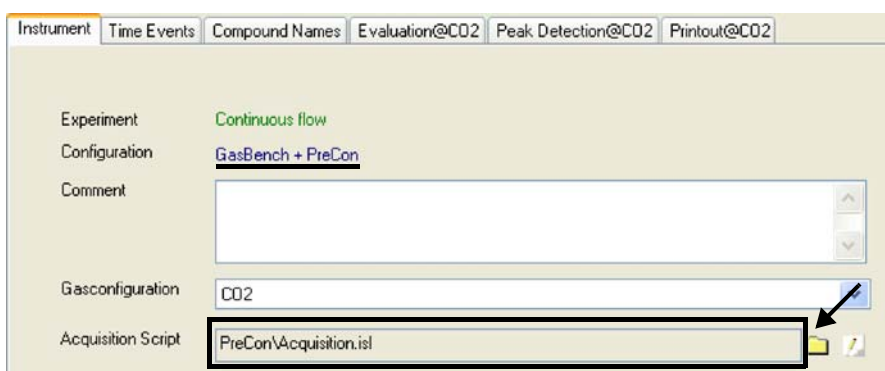 Instrument Time Events Compound Names Evaluation@CO2 Peak Detection@CO2 Printout@CO2
Experiment Continuous flow
Configuration GasBench + PreCon
Comment
Gasconfiguration CO2
Acquisition Script PreCon\Acquisition.isl